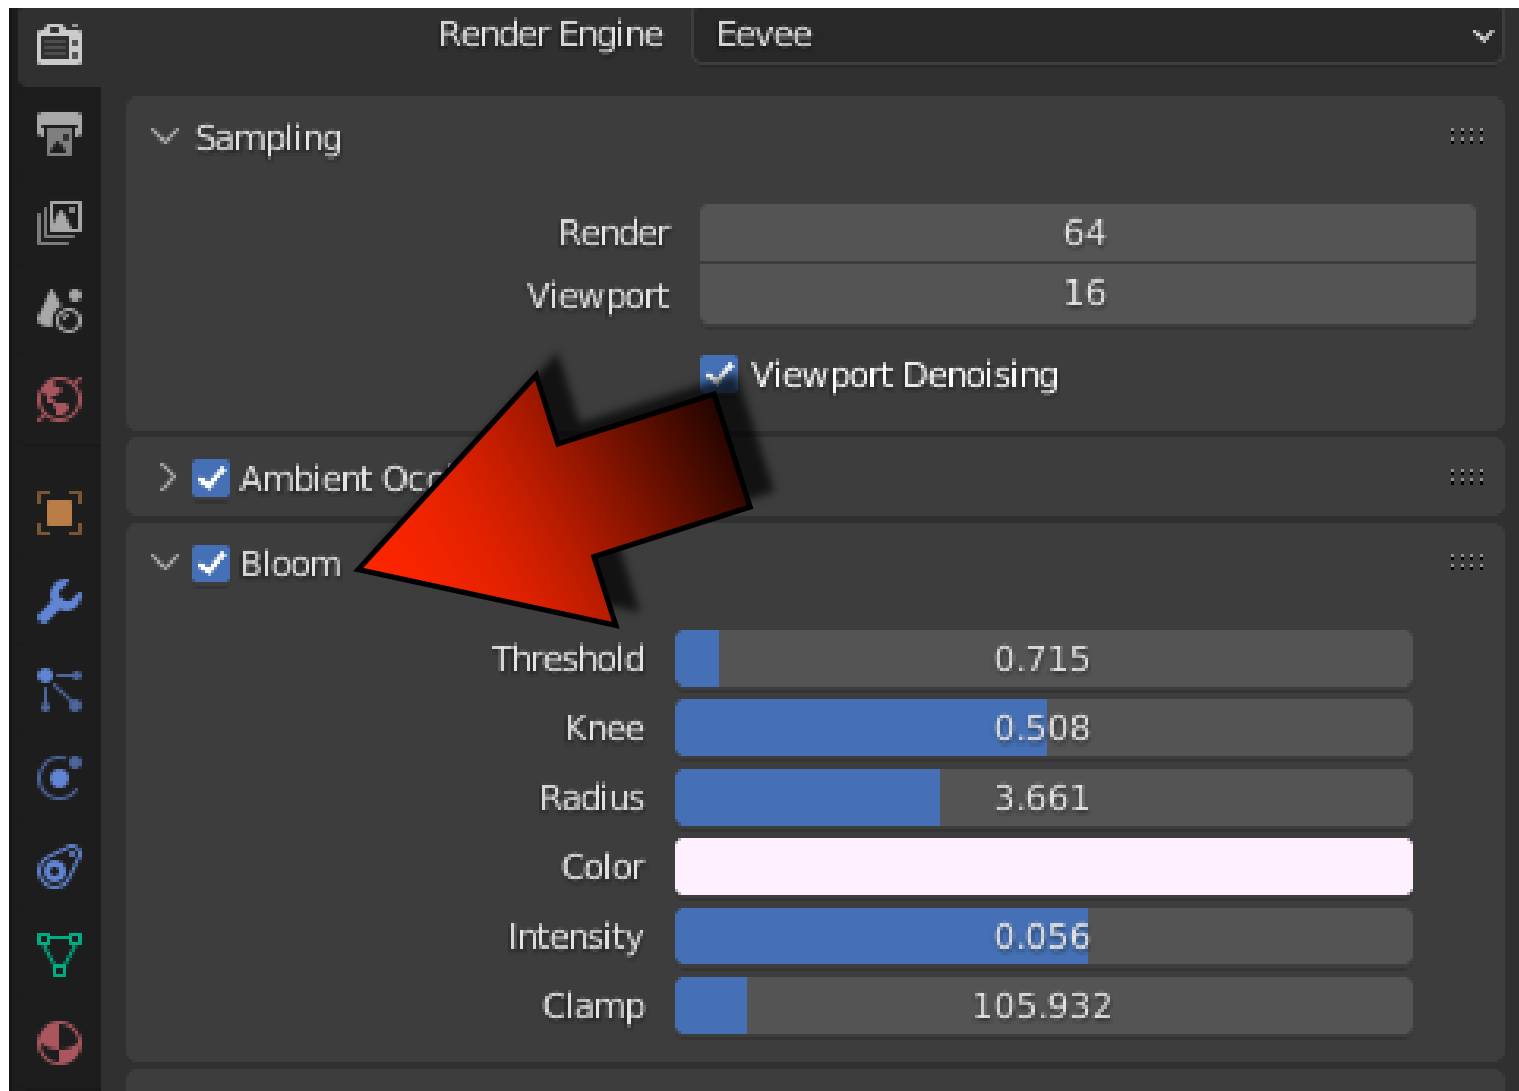 Render Engine Eevee
Sampling
Render 64
Viewport 16
Viewport Denoising
Ambient Occ
Bloom
Threshold 0.715
Knee 0.508
Radius 3.661
Color
Intensity 0.056
Clamp 105.932